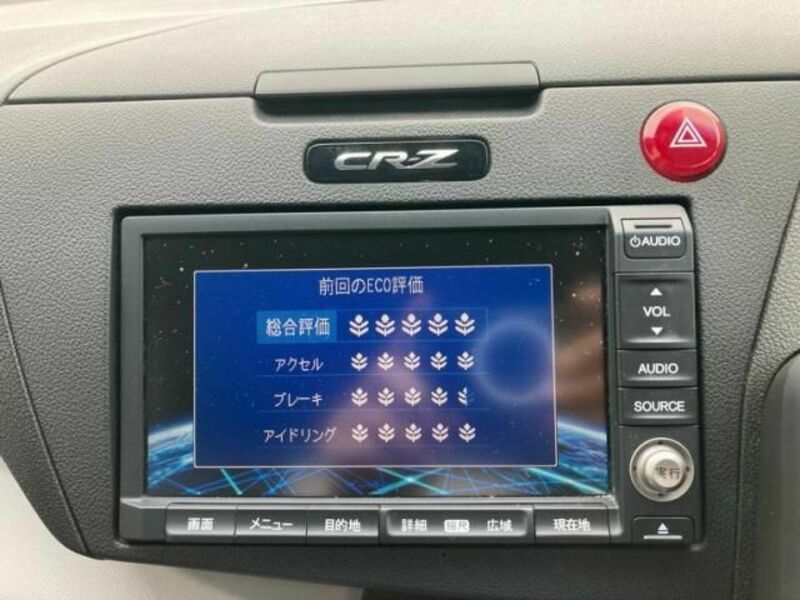 CR-Z
AUDIO
前回のECO評価
総合評価
VOL
アクセル
AUDIO
ブレーキ
SOURCE
アイドリング
実行
画面 メニュー 目的地 詳細 縮尺 広域 現在地